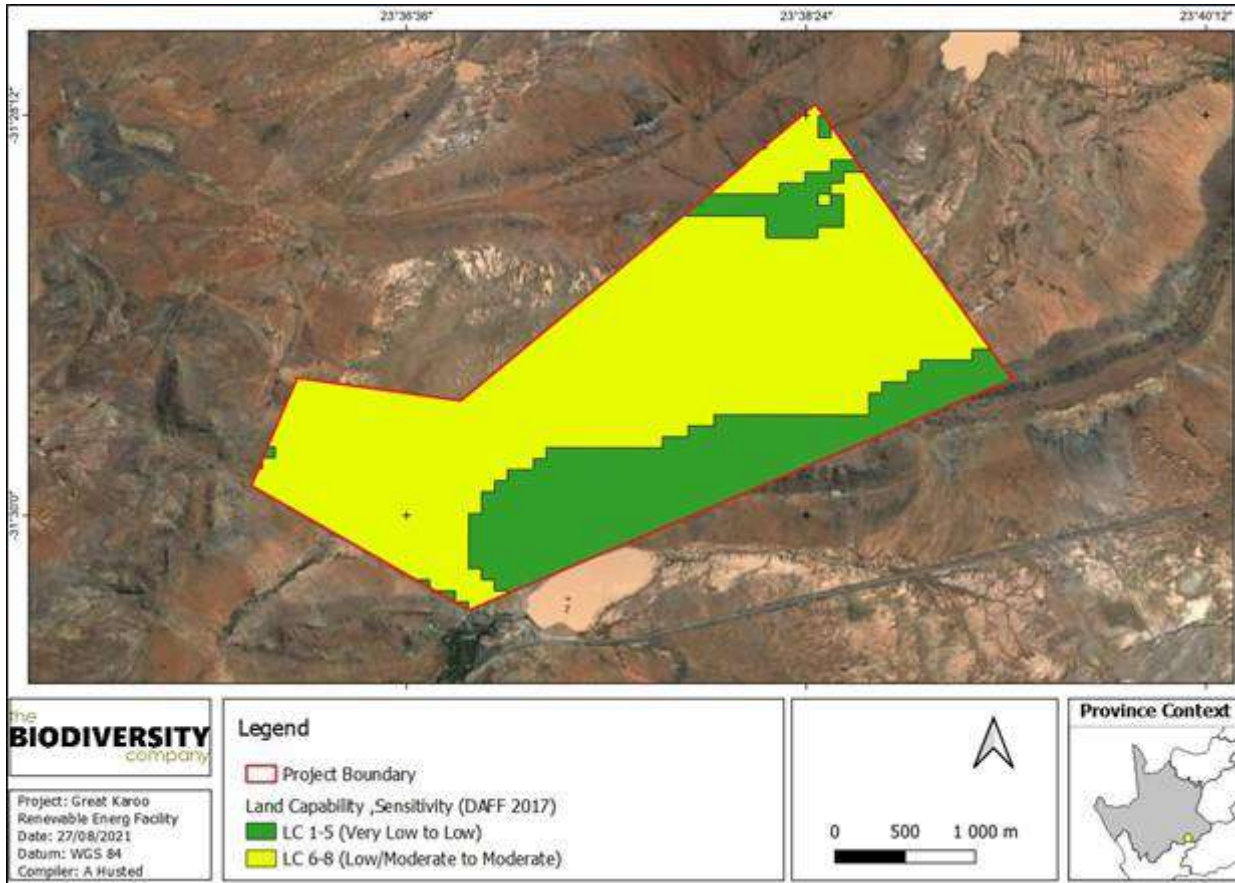 23°36'36"
23°38'24"
23°40'12"
-31°28'12"
-31°30'0"
the
BIODIVERSITY
company
Project: Great Karoo
Renewable Energ Facility
Date: 27/08/2021
Datum: WGS 84
Compiler: A Husted
Legend
Project Boundary
Land Capability ,Sensitivity (DAFF 2017)
LC 1-5 (Very Low to Low)
LC 6-8 (Low/Moderate to Moderate)
0 500 1 000 m
Province Context